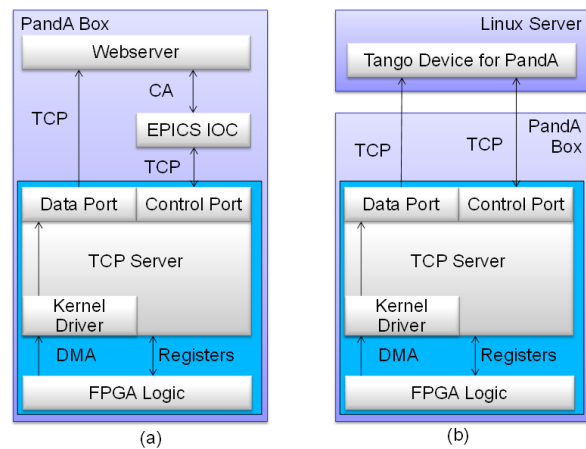 PandA Box
Webserver
CA
TCP
EPICS IOC
TCP
Data Port
Control Port
TCP Server
Kernel
Driver
DMA
Registers
FPGA Logic
(a)
Linux Server
Tango Device for PandA
PandA
Box
TCP
TCP
Data Port
Control Port
TCP Server
Kernel
Driver
DMA
Registers
FPGA Logic
(b)